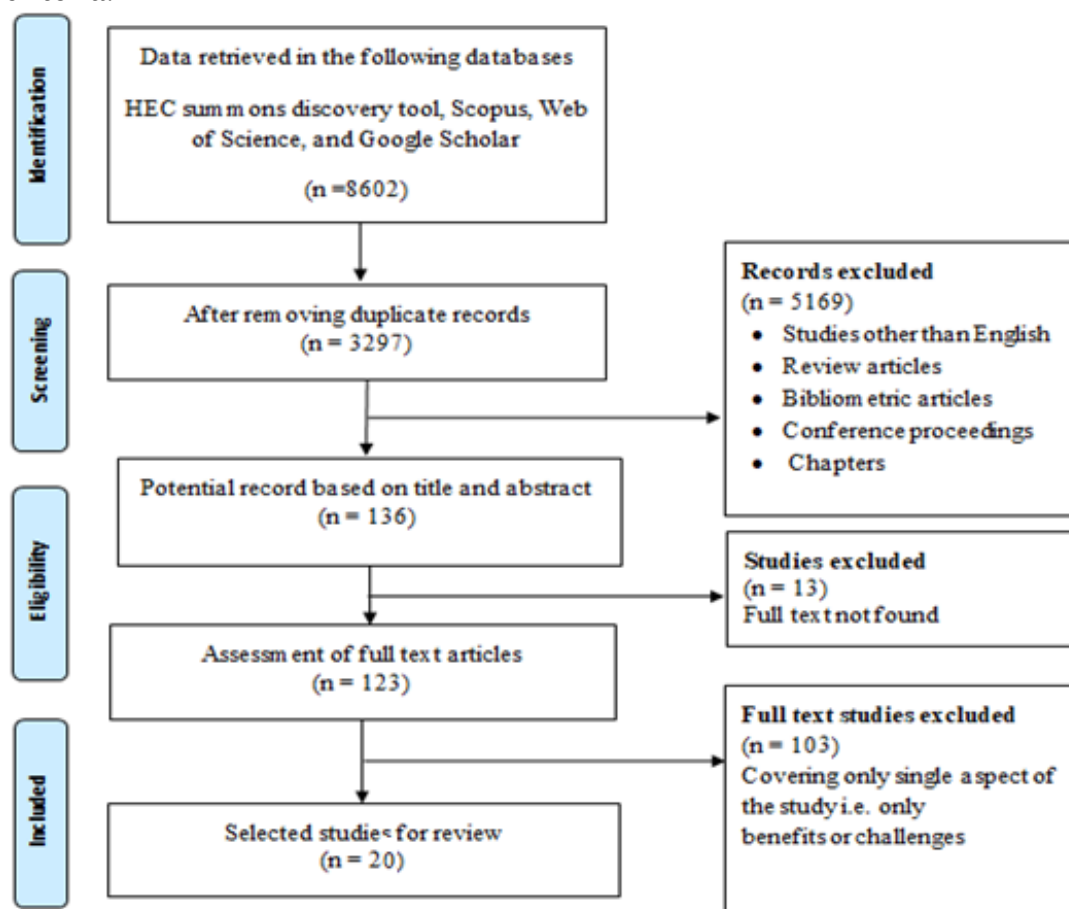 Identification
Data retrieved in the following databases
HEC summons discovery tool, Scopus, Web
of Science, and Google Scholar
(n =8602)
Screening
After removing duplicate records
(n = 3297)
Records excluded
(n = 5169)
• Studies other than English
• Review articles
• Bibliometric articles
• Conference proceedings
• Chapters
Eligibility
Potential record based on title and abstract
(n = 136)
Studies excluded
(n = 13)
Full text not found
Assessment of full text articles
(n = 123)
Included
Full text studies excluded
(n = 103)
Covering only single aspect of
the study i.e. only
benefits or challenges
Selected studies for review
(n = 20)